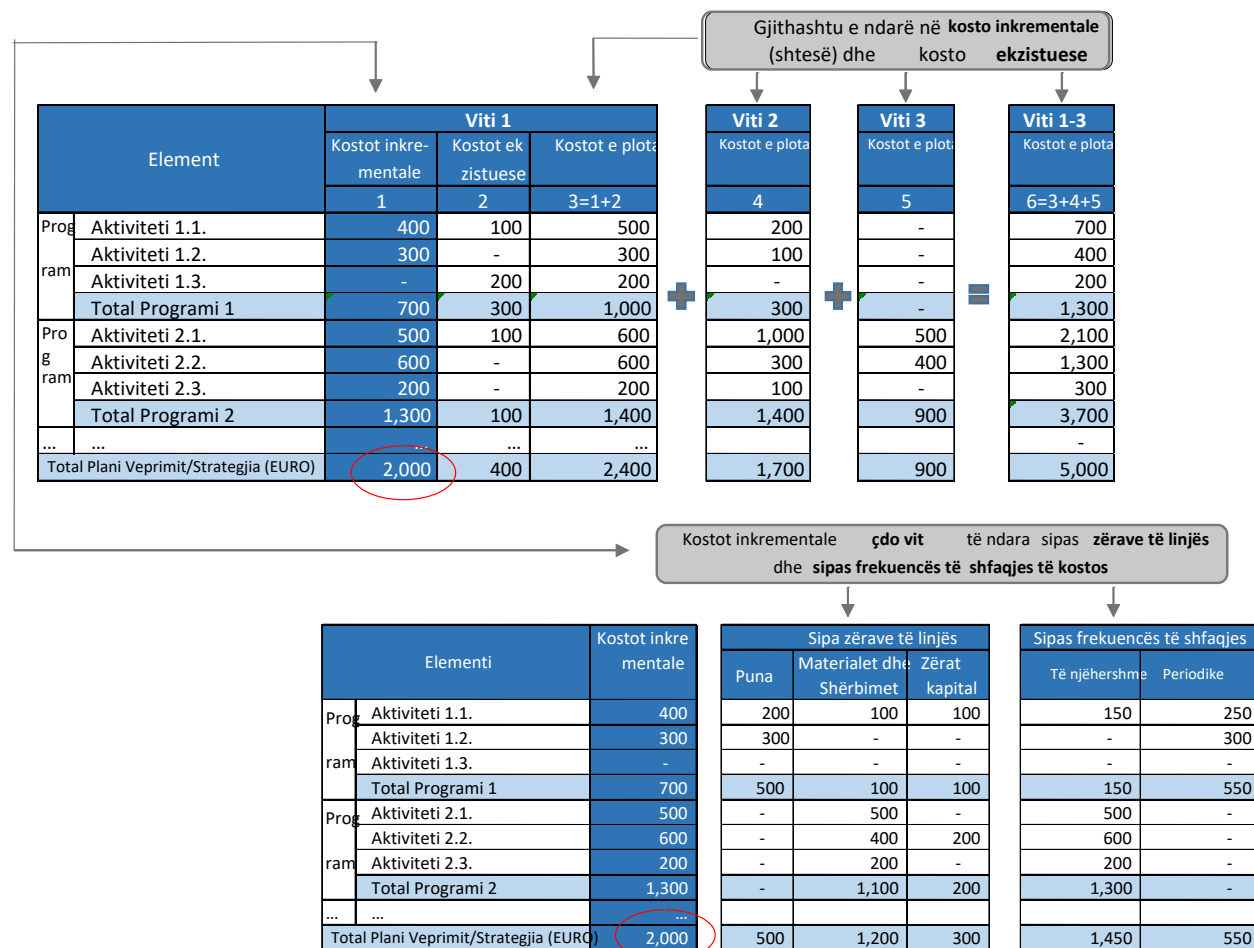 Gjithashtu e ndarë në kosto inkrementale
(shtesë) dhe kosto ekzistuese
Element Viti 1 Viti 2 Viti 3 Viti 1-3
Kostot inkre- Kostot ek Kostot e plota Kostot e plota Kostot e plota Kostot e plota
mentale zistuese
1 2 3=1+2 4 5 6=3+4+5
Prog Aktiviteti 1.1. 400 100 500 200 - 700
Aktiviteti 1.2. 300 - 300 100 - 400
ram Aktiviteti 1.3. - 200 200 - - 200
Total Programi 1 700 300 1,000 300 - 1,300
Pro Aktiviteti 2.1. 500 100 600 1,000 500 2,100
g Aktiviteti 2.2. 600 - 600 300 400 1,300
ram Aktiviteti 2.3. 200 - 200 100 - 300
Total Programi 2 1,300 100 1,400 1,400 900 3,700
... ... ... ... ... -
Total Plani Veprimit/Strategjia (EURO) 2,000 400 2,400 1,700 900 5,000
Kostot inkrementale çdo vit të ndara sipas zërave të linjës
dhe sipas frekuencës të shfaqjes të kostos
Elementi Kostot inkre Sipa zërave të linjës Sipas frekuencës të shfaqjes
mentale Puna Materialet dhe Zërat Të njëhershme Periodike
Shërbimet kapital
Prog Aktiviteti 1.1. 400 200 100 100 150 250
Aktiviteti 1.2. 300 300 - - - 300
ram Aktiviteti 1.3. - - - - - -
Total Programi 1 700 500 100 100 150 550
Prog Aktiviteti 2.1. 500 - 500 - 500 -
Aktiviteti 2.2. 600 - 400 200 600 -
ram Aktiviteti 2.3. 200 - 200 - 200 -
Total Programi 2 1,300 - 1,100 200 1,300 -
... ... ...
Total Plani Veprimit/Strategjia (EURO) 2,000 500 1,200 300 1,450 550